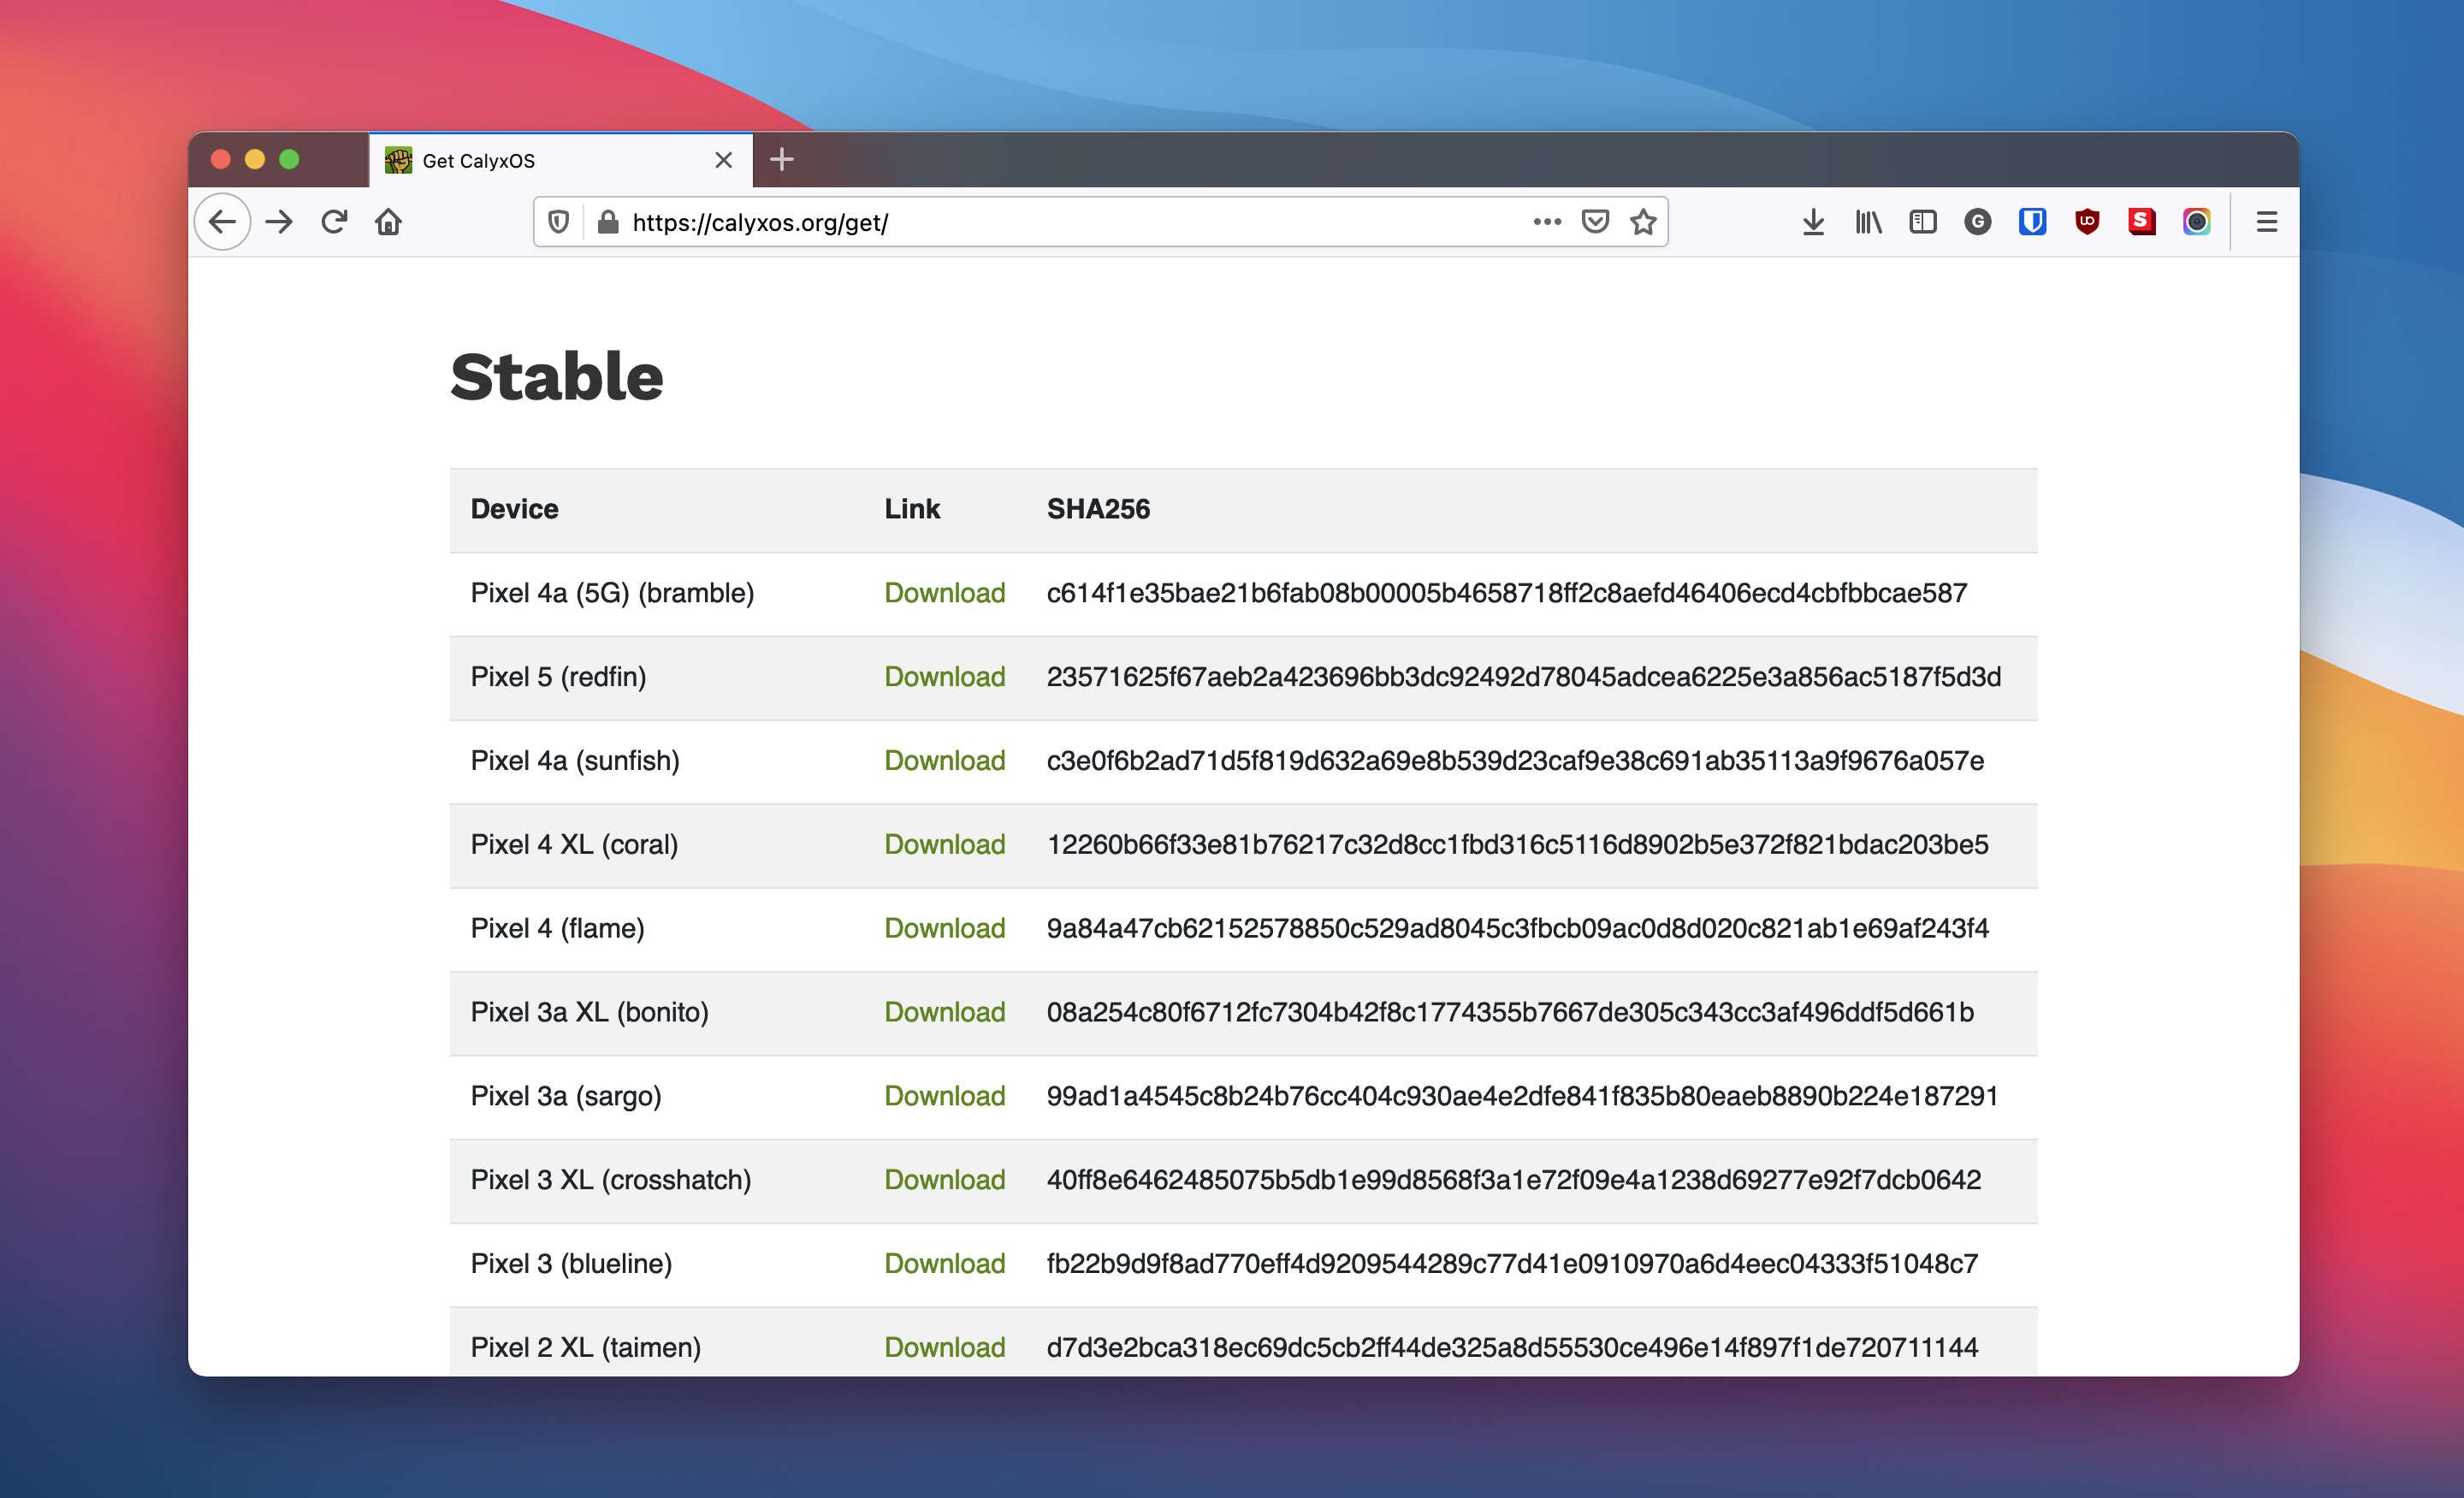 Get CalyxOS
https://calyxos.org/get/
Stable
Device Link SHA256
Pixel 4a (5G) (bramble) Download c614f1e35bae21b6fab08b00005b4658718ff2c8aefd46406ecd4cbfbbcae587
Pixel 5 (redfin) Download 23571625f67aeb2a423696bb3dc92492d78045adcea6225e3a856ac5187f5d3d
Pixel 4a (sunfish) Download c3e0f6b2ad71d5f819d632a69e8b539d23caf9e38c691ab35113a9f9676a057e
Pixel 4 XL (coral) Download 12260b66f33e81b76217c32d8cc1fbd316c5116d8902b5e372f821bdac203be5
Pixel 4 (flame) Download 9a84a47cb62152578850c529ad8045c3fbcb09ac0d8d020c821ab1e69af243f4
Pixel 3a XL (bonito) Download 08a254c80f6712fc7304b42f8c1774355b7667de305c343cc3af496ddf5d661b
Pixel 3a (sargo) Download 99ad1a4545c8b24b76cc404c930ae4e2dfe841f835b80eaeb8890b224e187291
Pixel 3 XL (crosshatch) Download 40ff8e6462485075b5db1e99d8568f3a1e72f09e4a1238d69277e92f7dcb0642
Pixel 3 (blueline) Download fb22b9d9f8ad770eff4d9209544289c77d41e0910970a6d4eec04333f51048c7
Pixel 2 XL (taimen) Download d7d3e2bca318ec69dc5cb2ff44de325a8d55530ce496e14f897f1de720711144